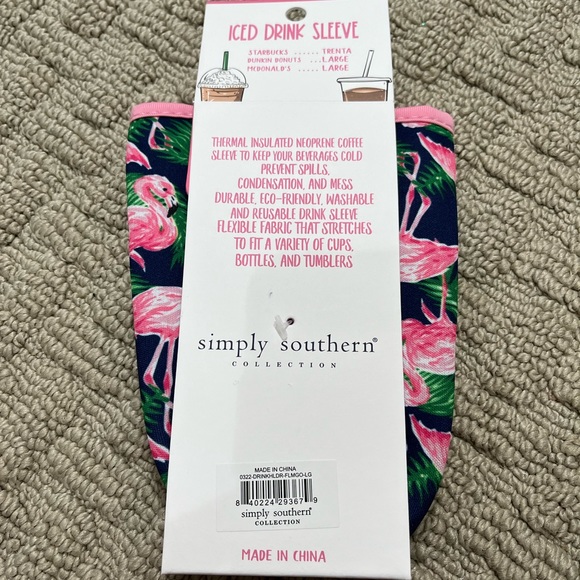 ICED DRINK SLEEVE
STARBUCKS ...... TRENTA
DUNKIN DONUTS ...LARGE
MCDONALD'S ..... LARGE
THERMAL INSULATED NEOPRENE COFFEE
SLEEVE TO KEEP YOUR BEVERAGES COLD
PREVENT SPILLS,
CONDENSATION, AND MESS
DURABLE, ECO-FRIENDLY, WASHABLE
AND REUSABLE DRINK SLEEVE
FLEXIBLE FABRIC THAT STRETCHES
TO FIT A VARIETY OF CUPS,
BOTTLES, AND TUMBLERS
simply southern®
COLLECTION
MADE IN CHINA
0322-DRINKHLDR-FLMGO-LG
8 40224 29367 9
simply southern
COLLECTION
MADE IN CHINA